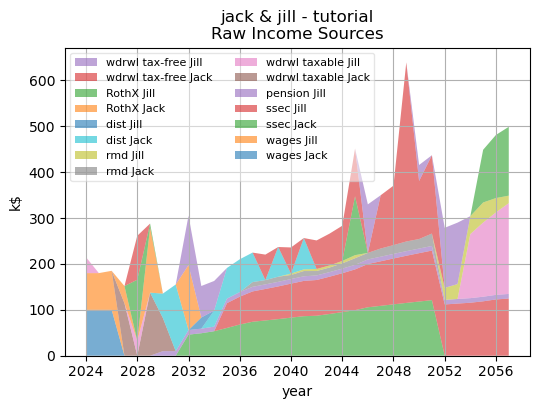 jack & jill - tutorial
Raw Income Sources
k$
600
500
400
300
200
100
0
wdrwl tax-free Jill
wdrwl tax-free Jack
RothX Jill
RothX Jack
dist Jill
dist Jack
rmd Jill
rmd Jack
wdrwl taxable Jill
wdrwl taxable Jack
pension Jill
ssec Jill
ssec Jack
wages Jill
wages Jack
2024 2028 2032 2036 2040 2044 2048 2052 2056
year